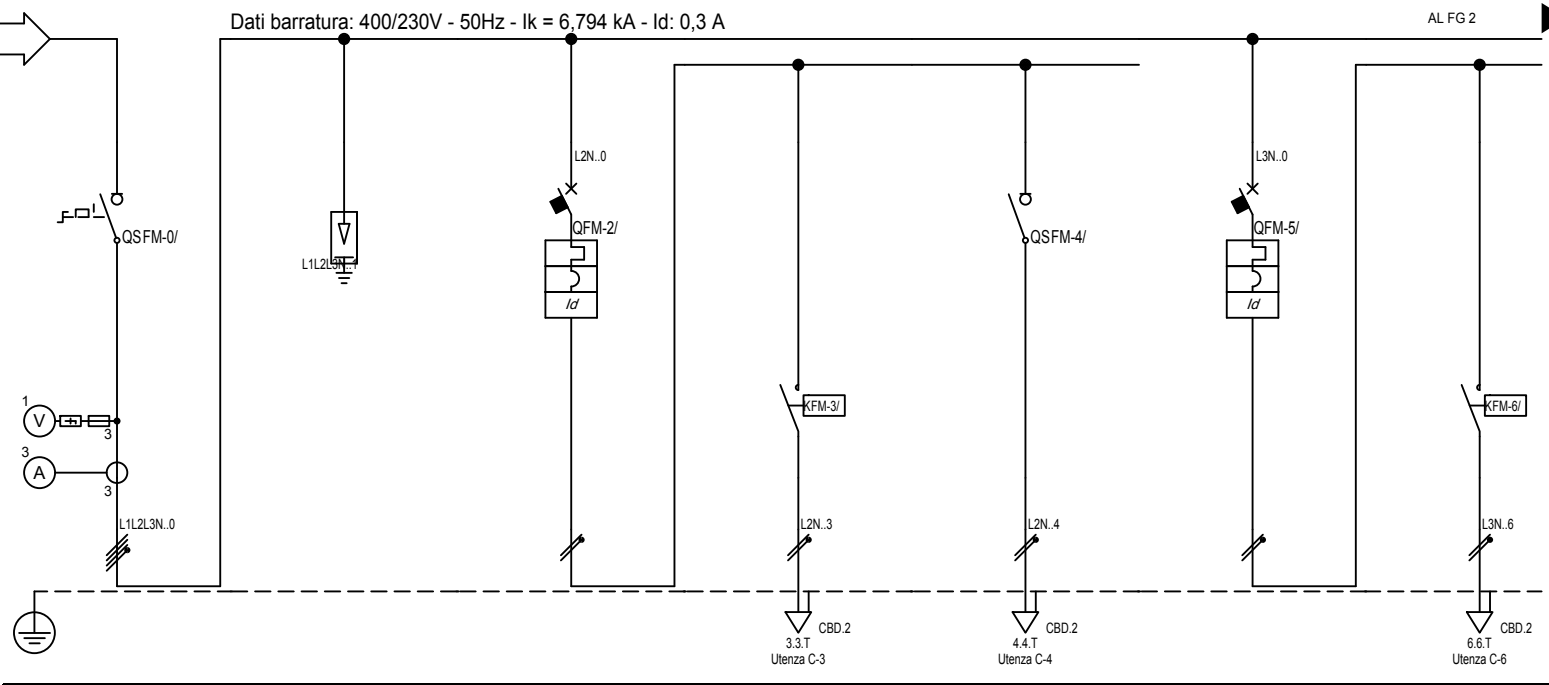 Dati barratura: 400/230V - 50Hz - Ik = 6,794 kA - Id: 0,3 A
AL FG 2
L2N..0
L3N..0
QSFM-0/
QFM-2/
QSFM-4/
QFM-5/
L1L2L3N..1
Id
Id
KFM-3/
KFM-6/
1
V
3
3
A
3
L1L2L3N..0
L2N..3
L2N..4
L3N..6
CBD.2
3.3.T
Utenza C-3
CBD.2
4.4.T
Utenza C-4
CBD.2
6.6.T
Utenza C-6